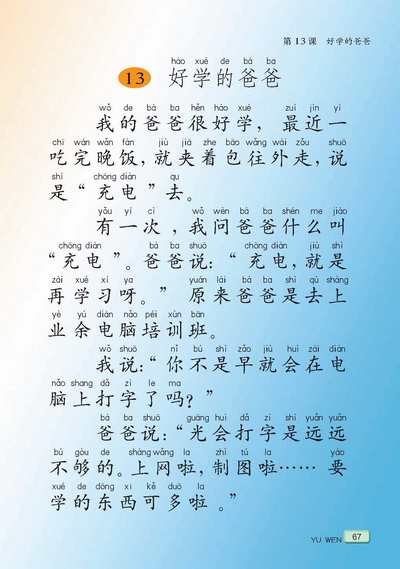 第13课 好学的爸爸
hào xué de bà ba
13 好学的爸爸
wǒ de bà ba hěn hào xué zuì jìn yí
我的爸爸很好学，最近一
chī wán wǎn fàn jiù jiā zhe bāo wǎng wài zǒu shuō
吃完晚饭，就夹着包往外走，说
shì chōng diàn qu
是“充电”去。
yǒu yí cì wǒ wèn bà ba shén me jiào
有一次，我问爸爸什么叫
chōng diàn bà ba shuō chōng diàn jiù shì
“充电”。爸爸说：“充电，就是
zài xué xí ya yuán lái bà ba shì qù shàng
再学习呀。”原来爸爸是去上
yè yú diàn nǎo péi xùn bān
业余电脑培训班。
wǒ shuō nǐ bú shì zǎo jiù huì zài diàn
我说：“你不是早就会在电
nǎo shang dǎ zì le ma
脑上打字了吗？”
bà ba shuō guāng huì dǎ zì shì yuǎn yuǎn
爸爸说：“光会打字是远远
bú gòu de shàng wǎng la zhì tú la yào
不够的。上网啦，制图啦……要
xué de dōng xi kě duō la
学的东西可多啦。”
YU WEN 67